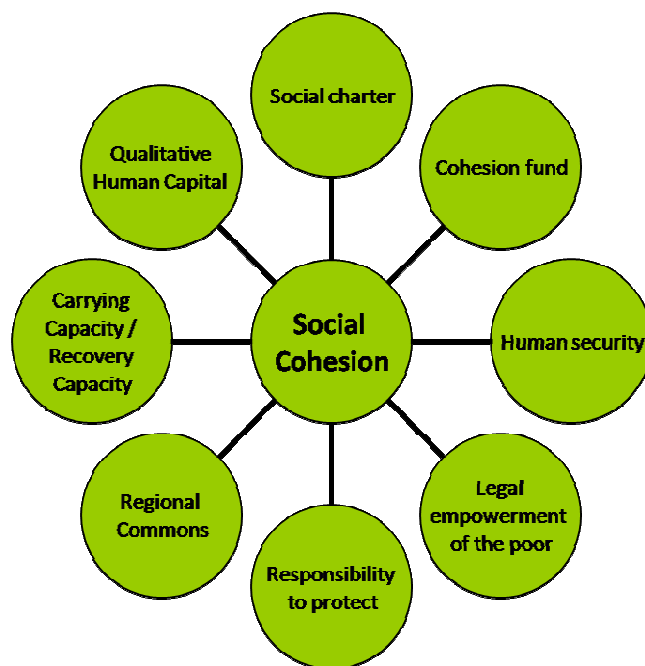 Social charter
Qualitative
Human Capital
Cohesion fund
Carrying
Capacity /
Recovery
Capacity
Social
Cohesion
Human security
Regional
Commons
Legal
empowerment
of the poor
Responsibility
to protect